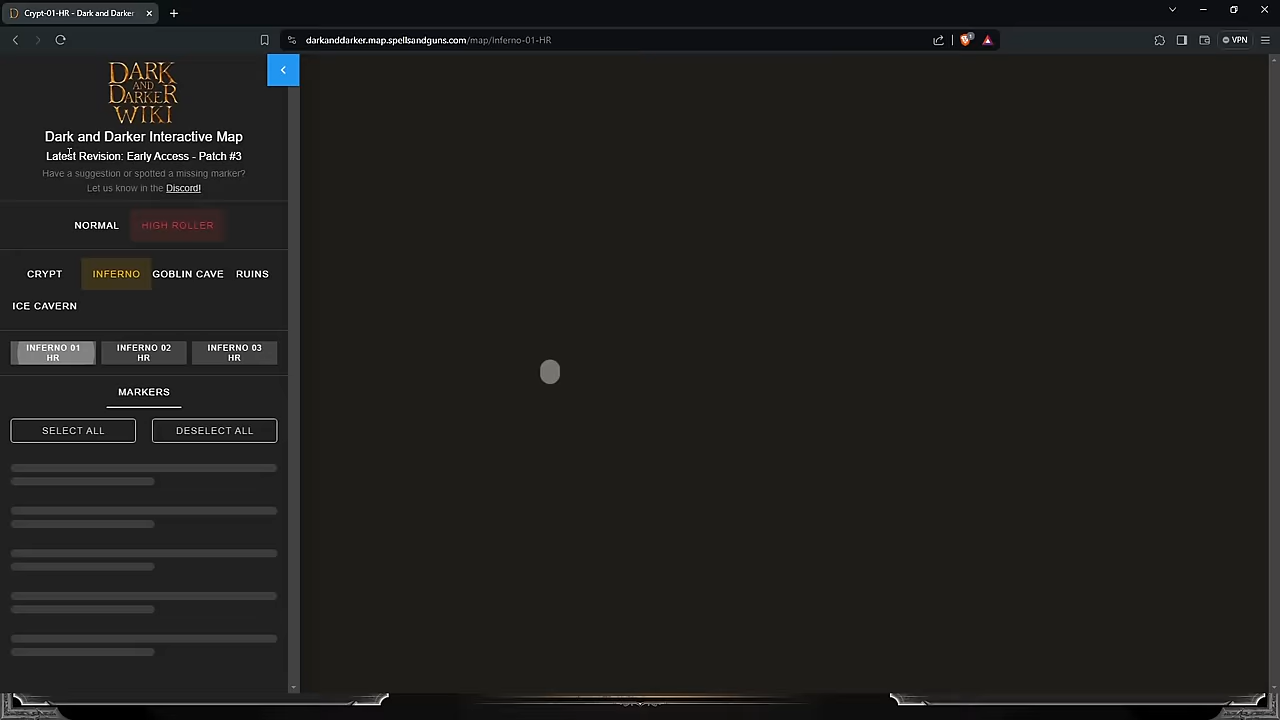 Crypt-01-HR - Dark and Darker
darkanddarker.map.spellsandguns.com/map/Inferno-01-HR
1
VPN
DARK
AND
DARKER
WIKI
Dark and Darker Interactive Map
Latest Revision: Early Access - Patch #3
Have a suggestion or spotted a missing marker?
Let us know in the Discord!
NORMAL HIGH ROLLER
CRYPT INFERNO GOBLIN CAVE RUINS
ICE CAVERN
INFERNO 01 HR
INFERNO 02 HR
INFERNO 03 HR
MARKERS
SELECT ALL DESELECT ALL